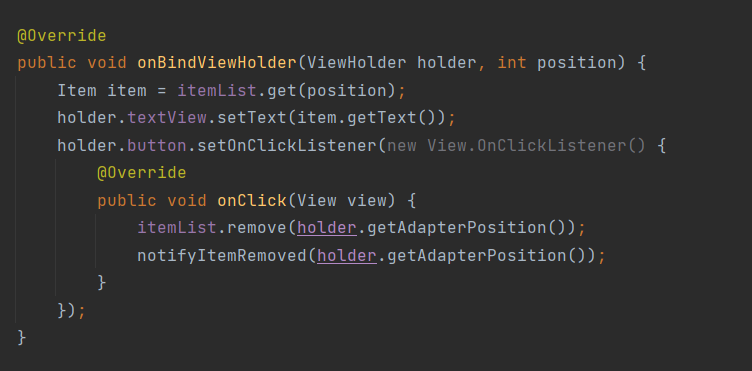 @Override
public void onBindViewHolder(ViewHolder holder, int position) {
    Item item = itemList.get(position);
    holder.textView.setText(item.getText());
    holder.button.setOnClickListener(new View.OnClickListener() {
        @Override
        public void onClick(View view) {
            itemList.remove(holder.getAdapterPosition());
            notifyItemRemoved(holder.getAdapterPosition());
        }
    });
}